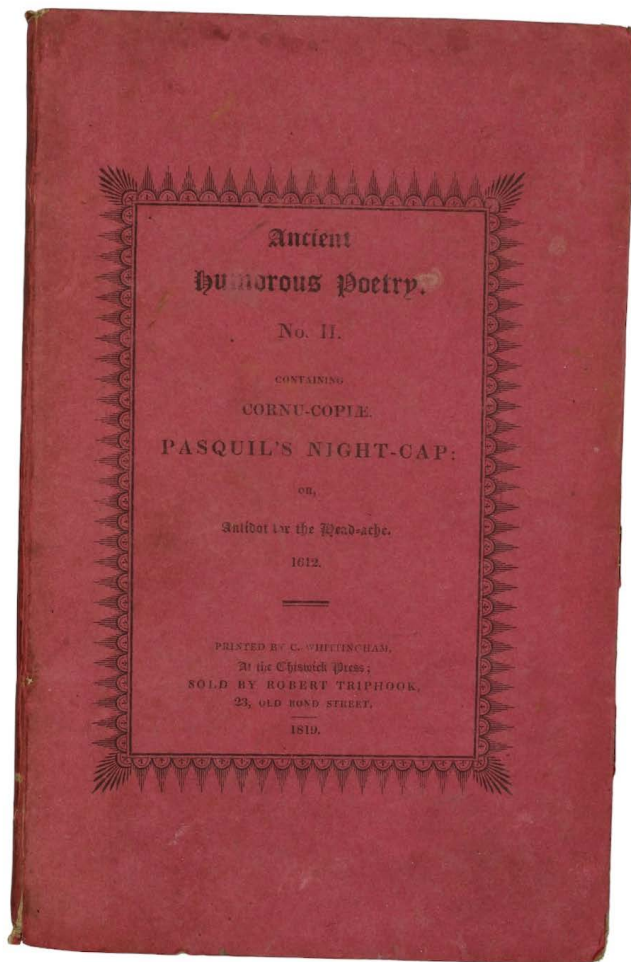 Ancient
Humorous Poetry.
No. II.
CONTAINING
CORNU-COPIÆ.
PASQUIL'S NIGHT-CAP:
OR,
Antidot for the Head-ache.
1612.
PRINTED BY C. WHITTINGHAM,
At the Chiswick Press;
SOLD BY ROBERT TRIPHOOK,
23, OLD BOND STREET.
1819.